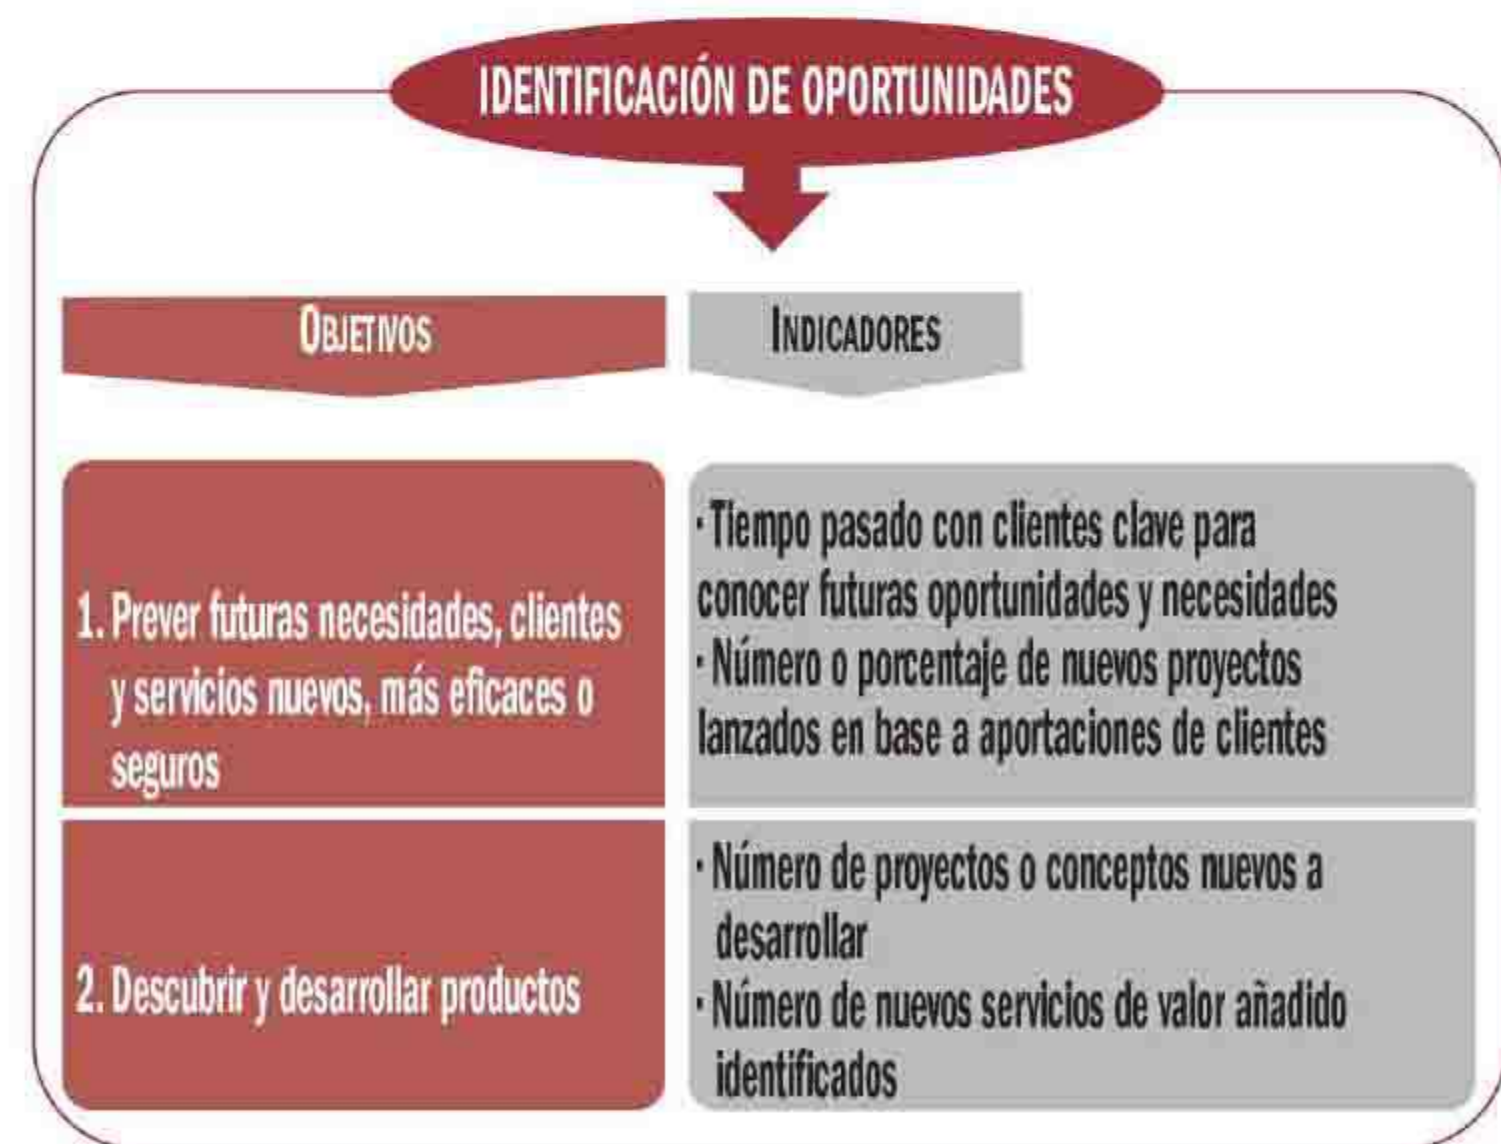 IDENTIFICACIÓN DE OPORTUNIDADES
OBJETIVOS
INDICADORES
1. Prever futuras necesidades, clientes
y servicios nuevos, más eficaces o
seguros
· Tiempo pasado con clientes clave para
conocer futuras oportunidades y necesidades
· Número o porcentaje de nuevos proyectos
lanzados en base a aportaciones de clientes
2. Descubrir y desarrollar productos
· Número de proyectos o conceptos nuevos a
desarrollar
· Número de nuevos servicios de valor añadido
identificados